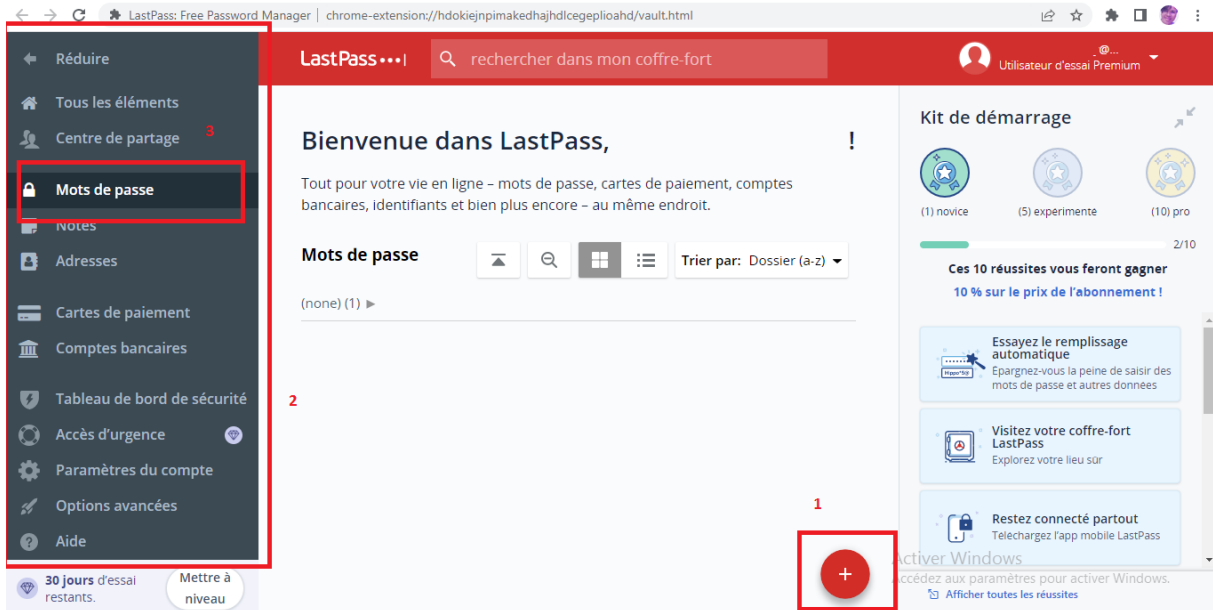 LastPass: Free Password Manager | chrome-extension://hdokiejnpimakedhajhdlcegeplioahd/vault.html
Réduire
Tous les éléments
Centre de partage
3
Mots de passe
Notes
Adresses
Cartes de paiement
Comptes bancaires
Tableau de bord de sécurité
Accès d'urgence
Paramètres du compte
Options avancées
Aide
30 jours d'essai
restants.
Mettre à
niveau
2
LastPass
rechercher dans mon coffre-fort
@...
Utilisateur d'essai Premium
Bienvenue dans LastPass, !
Tout pour votre vie en ligne – mots de passe, cartes de paiement, comptes
bancaires, identifiants et bien plus encore – au même endroit.
Mots de passe
Trier par: Dossier (a-z)
(none) (1)
1
+
Kit de démarrage
(1) novice (5) expérimenté (10) pro
2/10
Ces 10 réussites vous feront gagner
10 % sur le prix de l'abonnement !
Essayez le remplissage
automatique
Épargnez-vous la peine de saisir des
mots de passe et autres données
Visitez votre coffre-fort
LastPass
Explorez votre lieu sûr
Restez connecté partout
Téléchargez l'app mobile LastPass
Activer Windows
Accédez aux paramètres pour activer Windows.
Afficher toutes les réussites